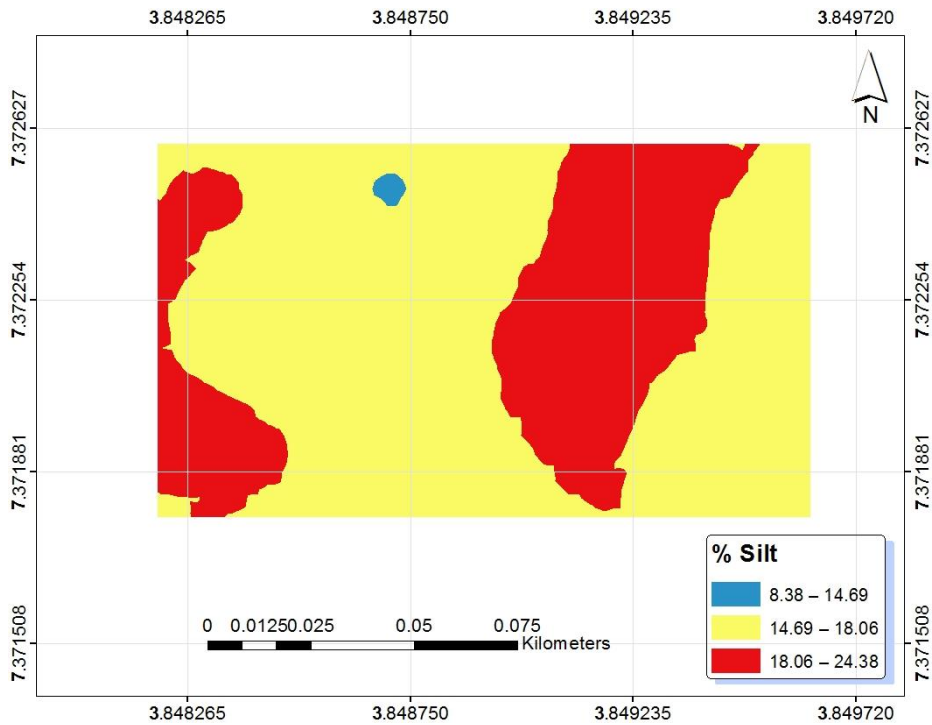 3.848265 3.848750 3.849235 3.849720
N
7.372627 7.372627
7.372254 7.372254
7.371881 7.371881
7.371508 7.371508
% Silt
8.38 – 14.69
14.69 – 18.06
18.06 – 24.38
0 0.01250.025 0.05 0.075
Kilometers
3.848265 3.848750 3.849235 3.849720